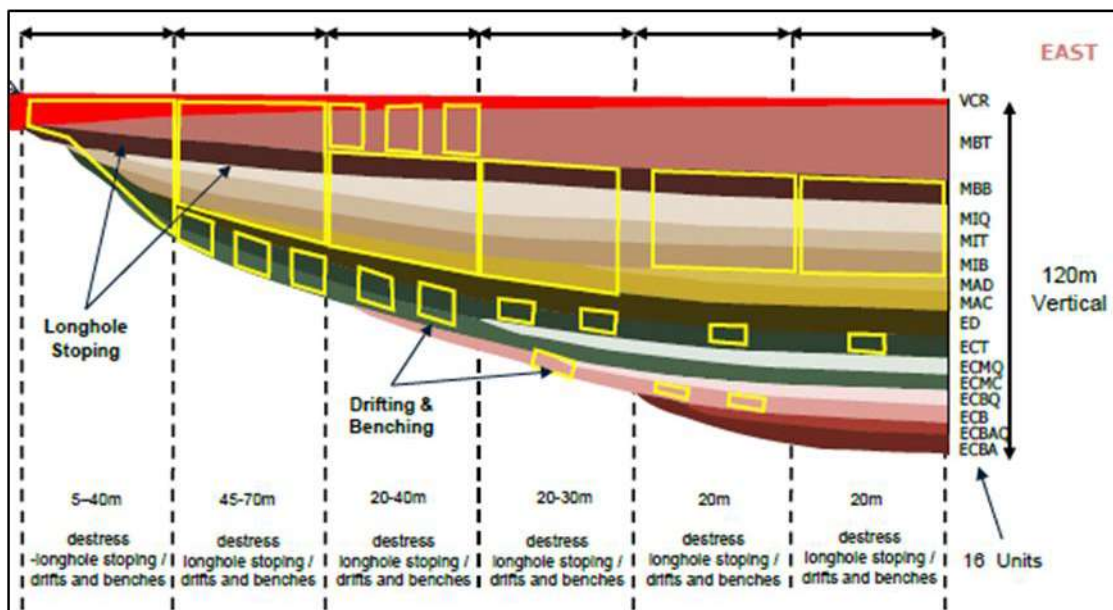 EAST
VCR
MBT
MBB
MIQ
MIT
MIB
MAD
MAC
ED
ECT
ECMQ
ECMC
ECBQ
ECB
ECBAQ
ECBA
120m
Vertical
16 Units
Longhole
Stoping
Drifting &
Benching
5–40m
destress
-longhole stoping /
drifts and benches
45-70m
destress
longhole stoping /
drifts and benches
20-40m
destress
longhole stoping /
drifts and benches
20-30m
destress
longhole stoping /
drifts and benches
20m
destress
longhole stoping /
drifts and benches
20m
destress
longhole stoping /
drifts and benches